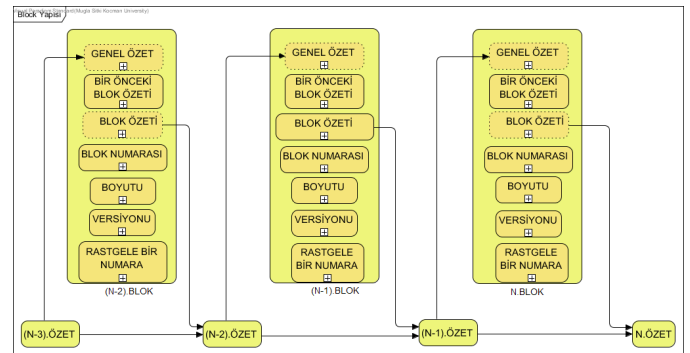 Block Yapısı
GENEL ÖZET
BİR ÖNCEKİ
BLOK ÖZETİ
BLOK ÖZETİ
BLOK NUMARASI
BOYUTU
VERSİYONU
RASTGELE BİR
NUMARA
(N-2).BLOK
GENEL ÖZET
BİR ÖNCEKİ
BLOK ÖZETİ
BLOK ÖZETİ
BLOK NUMARASI
BOYUTU
VERSİYONU
RASTGELE
BİR NUMARA
(N-1).BLOK
GENEL ÖZET
BİR ÖNCEKİ
BLOK ÖZETİ
BLOK ÖZETİ
BLOK NUMARASI
BOYUTU
VERSİYONU
RASTGELE
BİR NUMARA
N.BLOK
(N-3).ÖZET
(N-2).ÖZET
(N-1).ÖZET
N.ÖZET